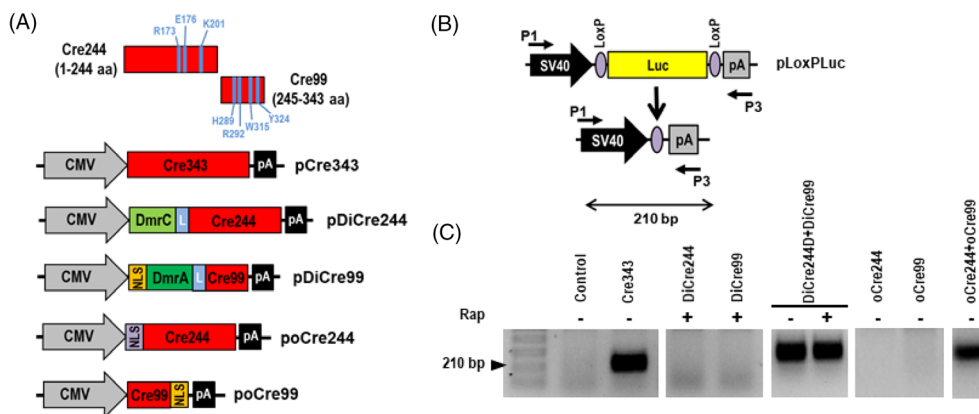 (A)
Cre244
(1-244 aa)
R173
E176
K201
Cre99
(245-343 aa)
H289
R292
W315
Y324
CMV Cre343 pA pCre343
CMV DmrC L Cre244 pA pDiCre244
CMV NLS DmrA L Cre99 pA pDiCre99
CMV NLS Cre244 pA poCre244
CMV Cre99 NLS pA poCre99
(B)
P1 LoxP LoxP
SV40 Luc pA pLoxPLuc
P3
P1
SV40 pA
P3
210 bp
(C)
Control Cre343 DiCre244 DiCre99 DiCre244D+DiCre99 oCre244 oCre99 oCre244+oCre99
Rap - - + + - + - - -
210 bp